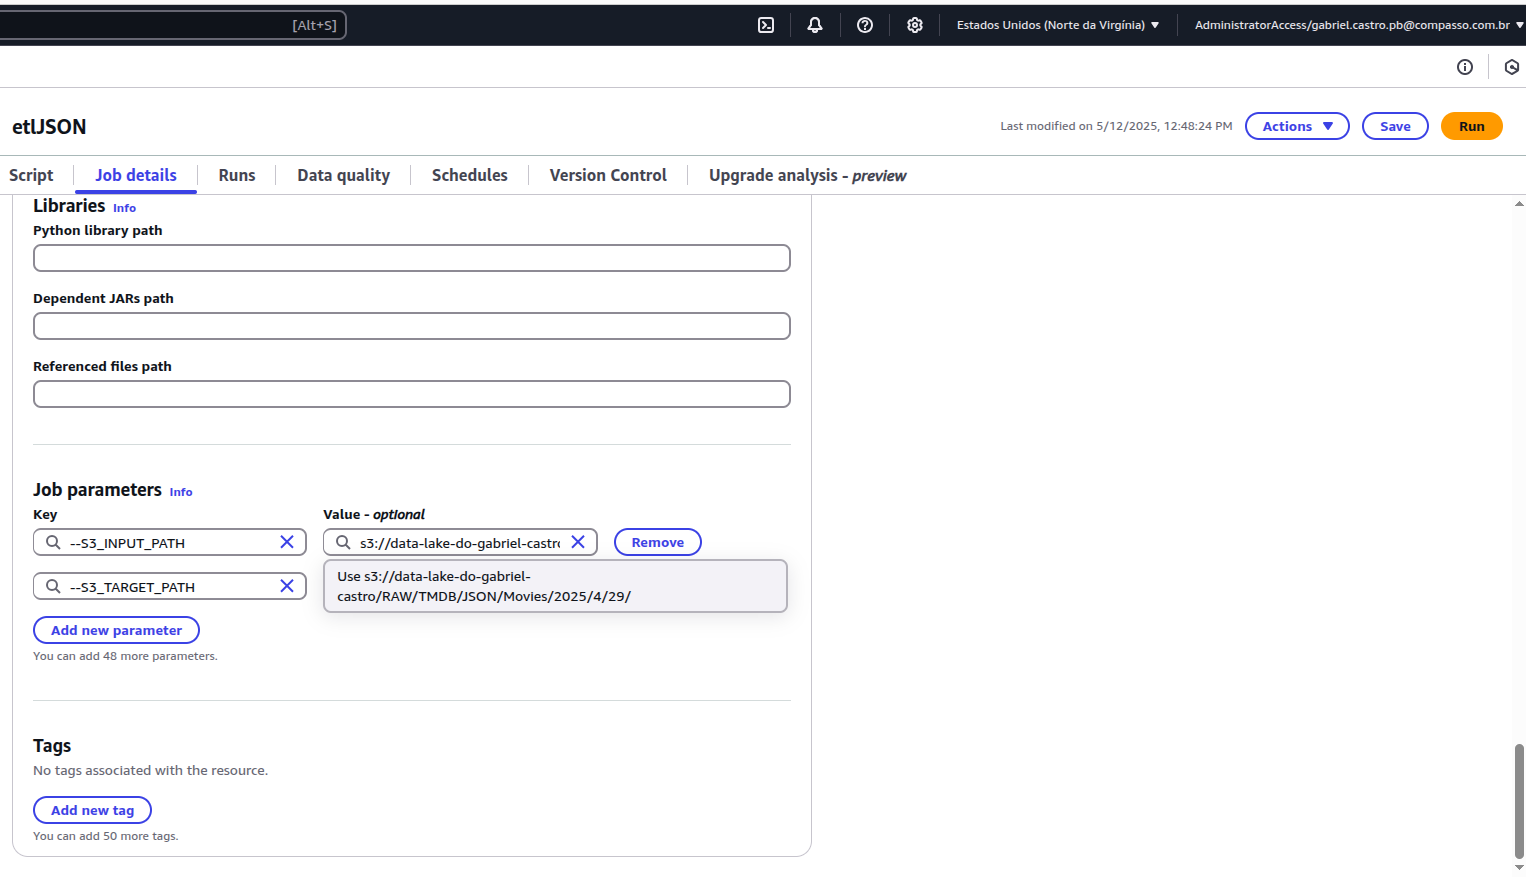 [Alt+S]
Estados Unidos (Norte da Virgínia)
AdministratorAccess/gabriel.castro.pb@compasso.com.br
etlJSON
Last modified on 5/12/2025, 12:48:24 PM
Actions
Save
Run
Script
Job details
Runs
Data quality
Schedules
Version Control
Upgrade analysis - preview
Libraries Info
Python library path
Dependent JARs path
Referenced files path
Job parameters Info
Key
Value - optional
--S3_INPUT_PATH
s3://data-lake-do-gabriel-castro
Remove
Use s3://data-lake-do-gabriel-
castro/RAW/TMDB/JSON/Movies/2025/4/29/
--S3_TARGET_PATH
Add new parameter
You can add 48 more parameters.
Tags
No tags associated with the resource.
Add new tag
You can add 50 more tags.